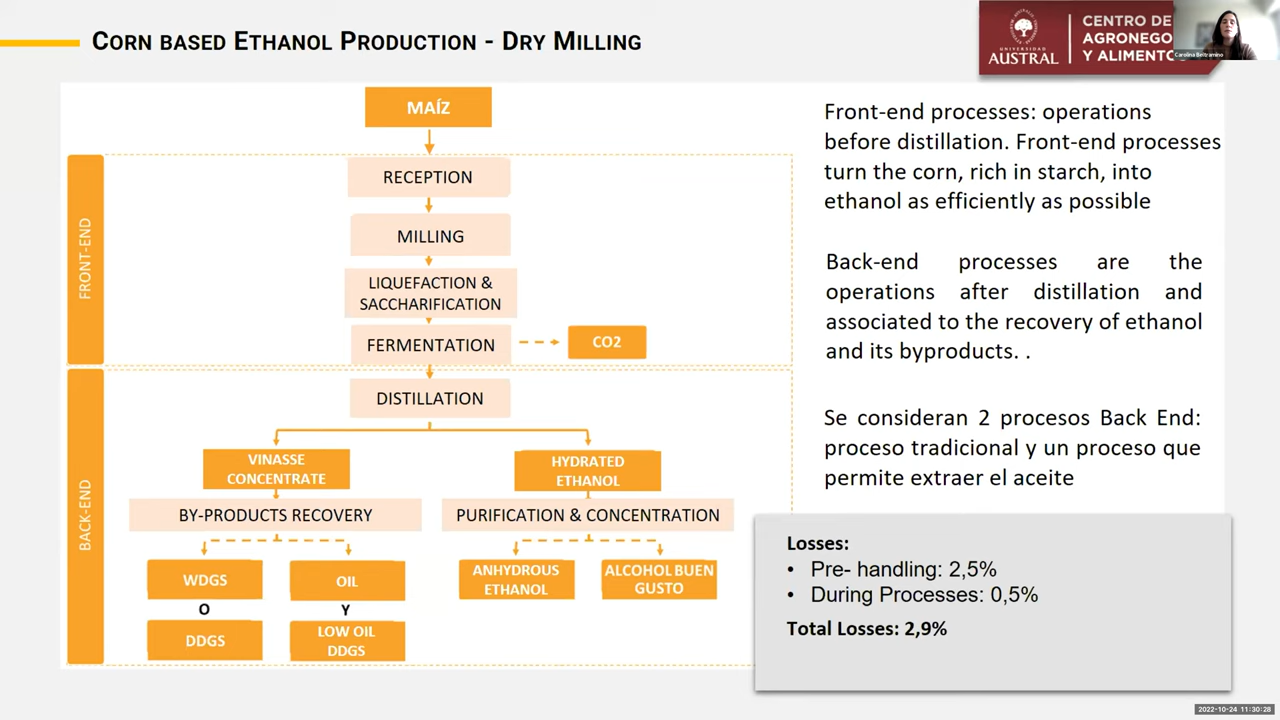 CORN BASED ETHANOL PRODUCTION - DRY MILLING
UNIVERSIDAD
AUSTRAL
CENTRO DE
AGRONEGO
Y ALIMENTO
Carolina Beltramino
MAÍZ
FRONT-END
RECEPTION
MILLING
LIQUEFACTION &
SACCHARIFICATION
FERMENTATION
CO2
BACK-END
DISTILLATION
VINASSE
CONCENTRATE
HYDRATED
ETHANOL
BY-PRODUCTS RECOVERY
PURIFICATION & CONCENTRATION
WDGS
O
DDGS
OIL
Y
LOW OIL
DDGS
ANHYDROUS
ETHANOL
ALCOHOL BUEN
GUSTO
Front-end processes: operations
before distillation. Front-end processes
turn the corn, rich in starch, into
ethanol as efficiently as possible
Back-end processes are the
operations after distillation and
associated to the recovery of ethanol
and its byproducts. .
Se consideran 2 procesos Back End:
proceso tradicional y un proceso que
permite extraer el aceite
Losses:
• Pre- handling: 2,5%
• During Processes: 0,5%
Total Losses: 2,9%
2022-10-24 11:30:28